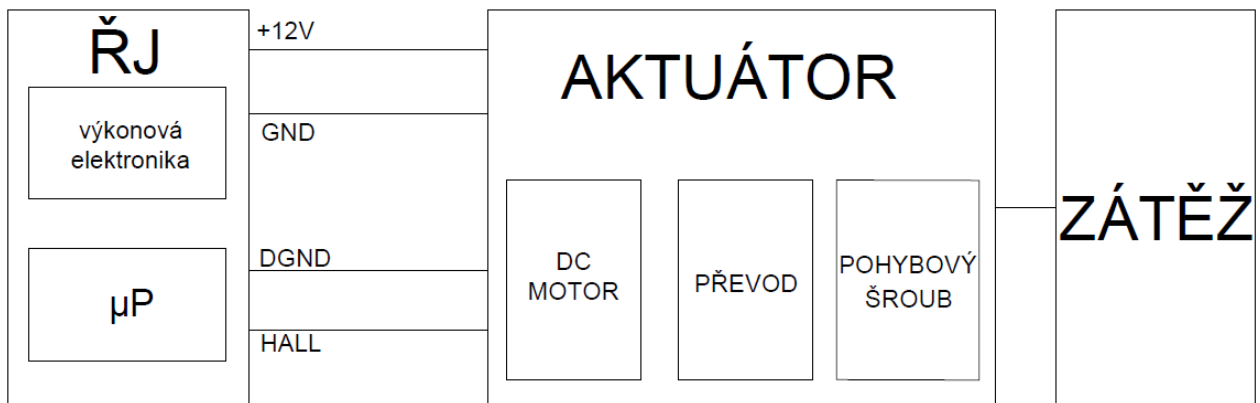 ŘJ
výkonová
elektronika
µP
+12V
GND
DGND
HALL
AKTUÁTOR
DC
MOTOR
PŘEVOD
POHYBOVÝ
ŠROUB
ZÁTĚŽ